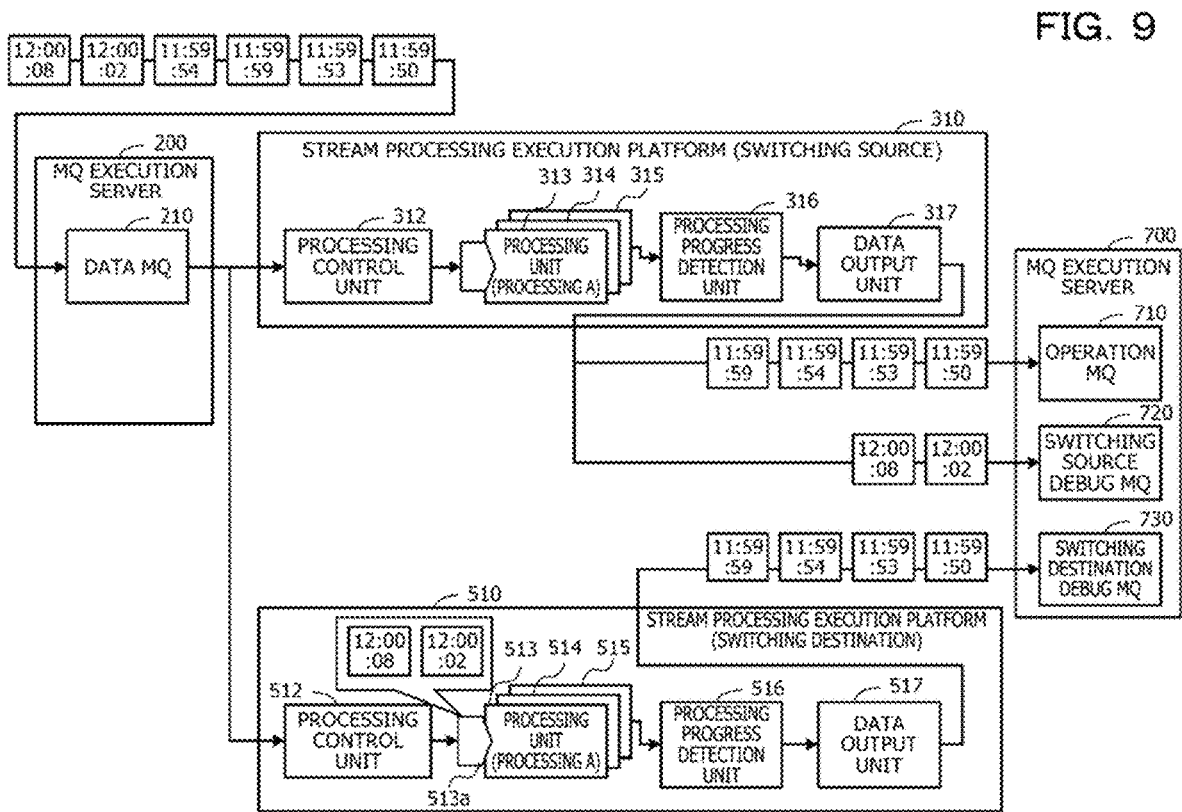 FIG. 9
12:00
:08
12:00
:02
11:59
:54
11:59
:59
11:59
:53
11:59
:50
200
MQ EXECUTION
SERVER
210
DATA MQ
310
STREAM PROCESSING EXECUTION PLATFORM (SWITCHING SOURCE)
312
PROCESSING
CONTROL
UNIT
313
314
315
PROCESSING
UNIT
(PROCESSING A)
316
PROCESSING
PROGRESS
DETECTION
UNIT
317
DATA
OUTPUT
UNIT
700
MQ EXECUTION
SERVER
710
OPERATION
MQ
11:59
:59
11:59
:54
11:59
:53
11:59
:50
720
SWITCHING
SOURCE
DEBUG MQ
12:00
:08
12:00
:02
730
SWITCHING
DESTINATION
DEBUG MQ
11:59
:59
11:59
:54
11:59
:53
11:59
:50
510
STREAM PROCESSING EXECUTION PLATFORM
(SWITCHING DESTINATION)
12:00
:08
12:00
:02
512
PROCESSING
CONTROL
UNIT
513
514
515
PROCESSING
UNIT
(PROCESSING A)
513a
516
PROCESSING
PROGRESS
DETECTION
UNIT
517
DATA
OUTPUT
UNIT